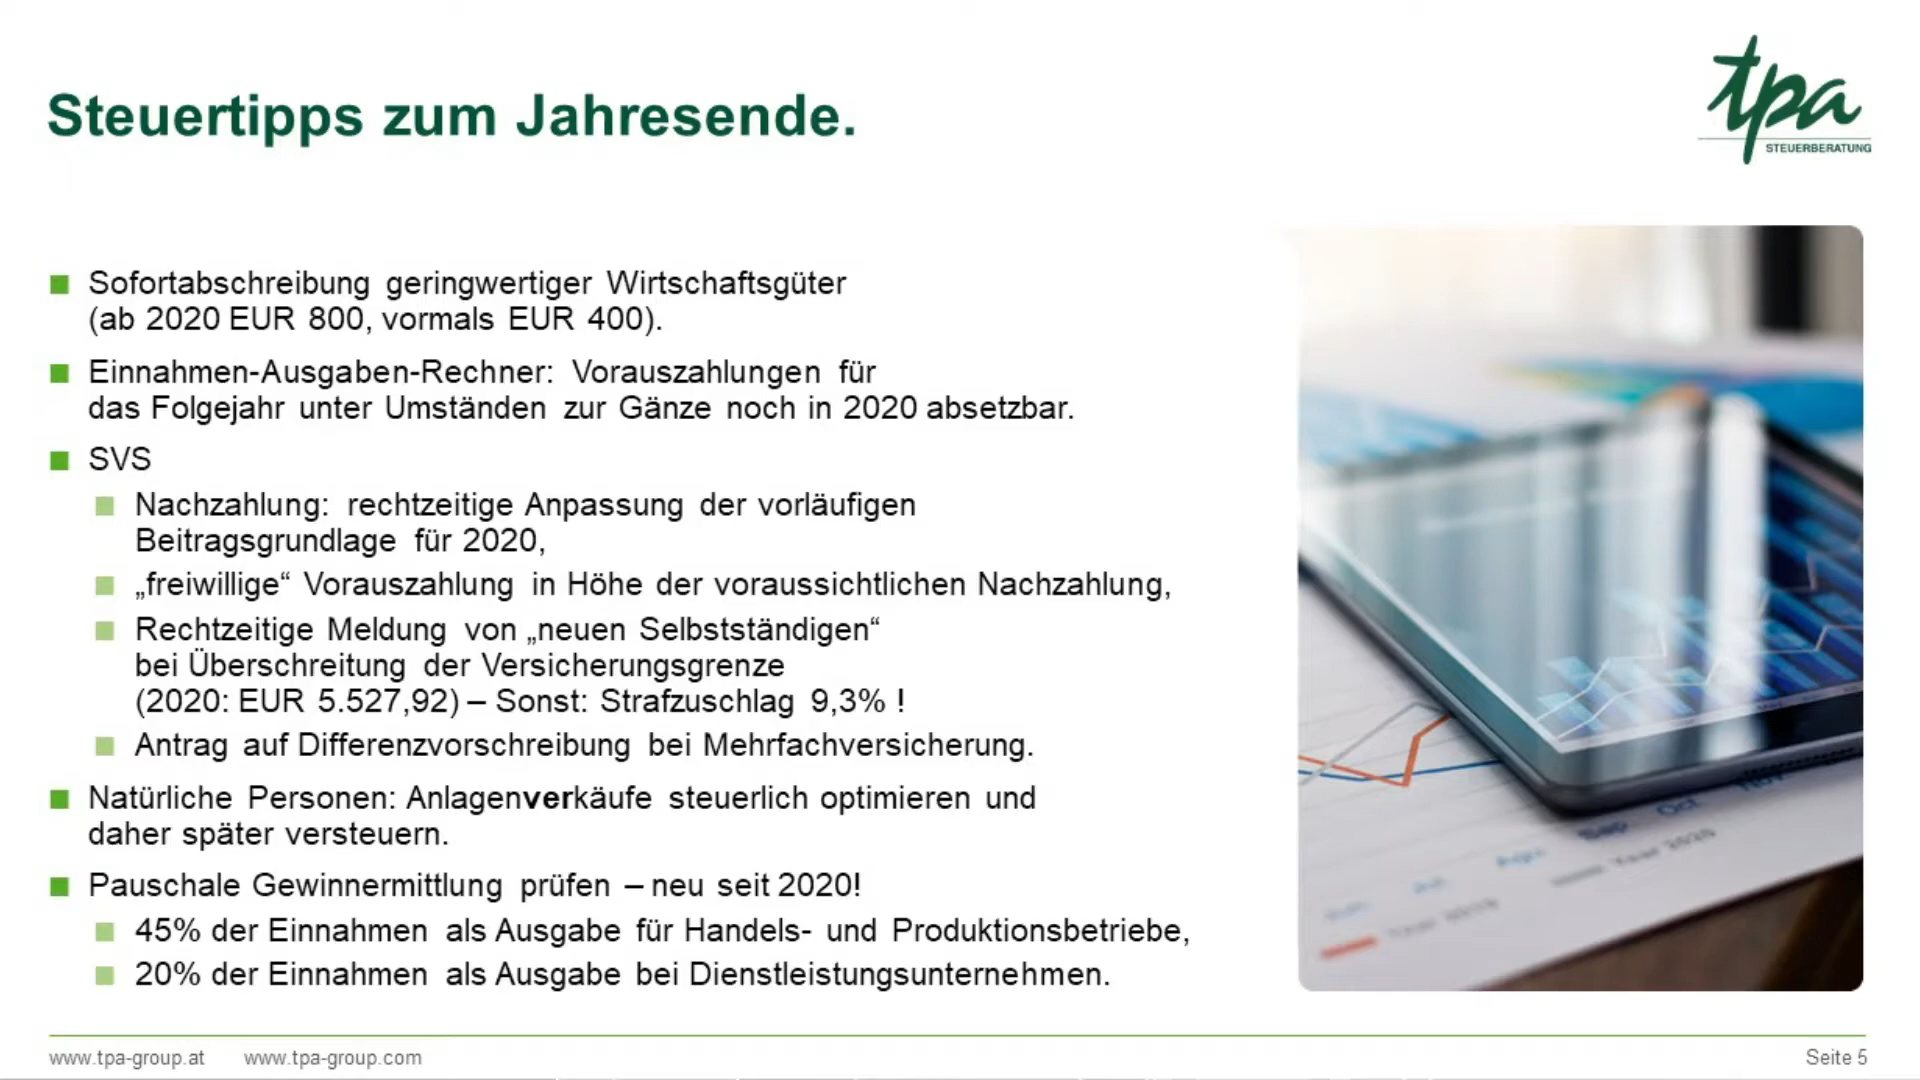 Steuertipps zum Jahresende.
tpa
STEUERBERATUNG
Sofortabschreibung geringwertiger Wirtschaftsgüter
(ab 2020 EUR 800, vormals EUR 400).
Einnahmen-Ausgaben-Rechner: Vorauszahlungen für
das Folgejahr unter Umständen zur Gänze noch in 2020 absetzbar.
SVS
Nachzahlung: rechtzeitige Anpassung der vorläufigen
Beitragsgrundlage für 2020,
„freiwillige“ Vorauszahlung in Höhe der voraussichtlichen Nachzahlung,
Rechtzeitige Meldung von „neuen Selbstständigen“
bei Überschreitung der Versicherungsgrenze
(2020: EUR 5.527,92) – Sonst: Strafzuschlag 9,3% !
Antrag auf Differenzvorschreibung bei Mehrfachversicherung.
Natürliche Personen: Anlagenverkäufe steuerlich optimieren und
daher später versteuern.
Pauschale Gewinnermittlung prüfen – neu seit 2020!
45% der Einnahmen als Ausgabe für Handels- und Produktionsbetriebe,
20% der Einnahmen als Ausgabe bei Dienstleistungsunternehmen.
Sep Oct Nov
Year 2020
www.tpa-group.at www.tpa-group.com
Seite 5